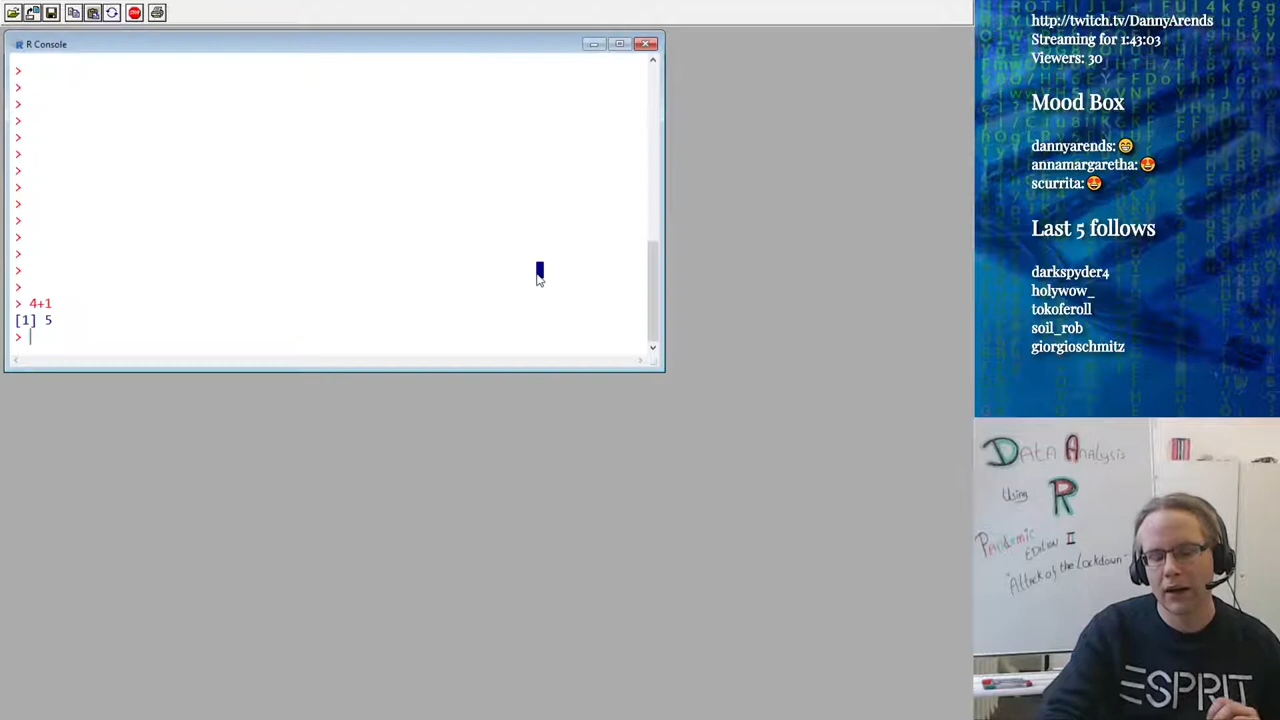 R Console
>
>
>
>
>
>
>
>
>
>
>
>
>
>
> 4+1
[1] 5
>
STOP
http://twitch.tv/DannyArends
Streaming for 1:43:03
Viewers: 30
Mood Box
dannyarends: 😁
annamargaretha: 😍
scurrita: 😍
Last 5 follows
darkspyder4
holywow_
tokoferoll
soil_rob
giorgioschmitz
Data Analysis
Using R
Pandemic
Edition II
"Attack of the Lockdown"
ESPRIT